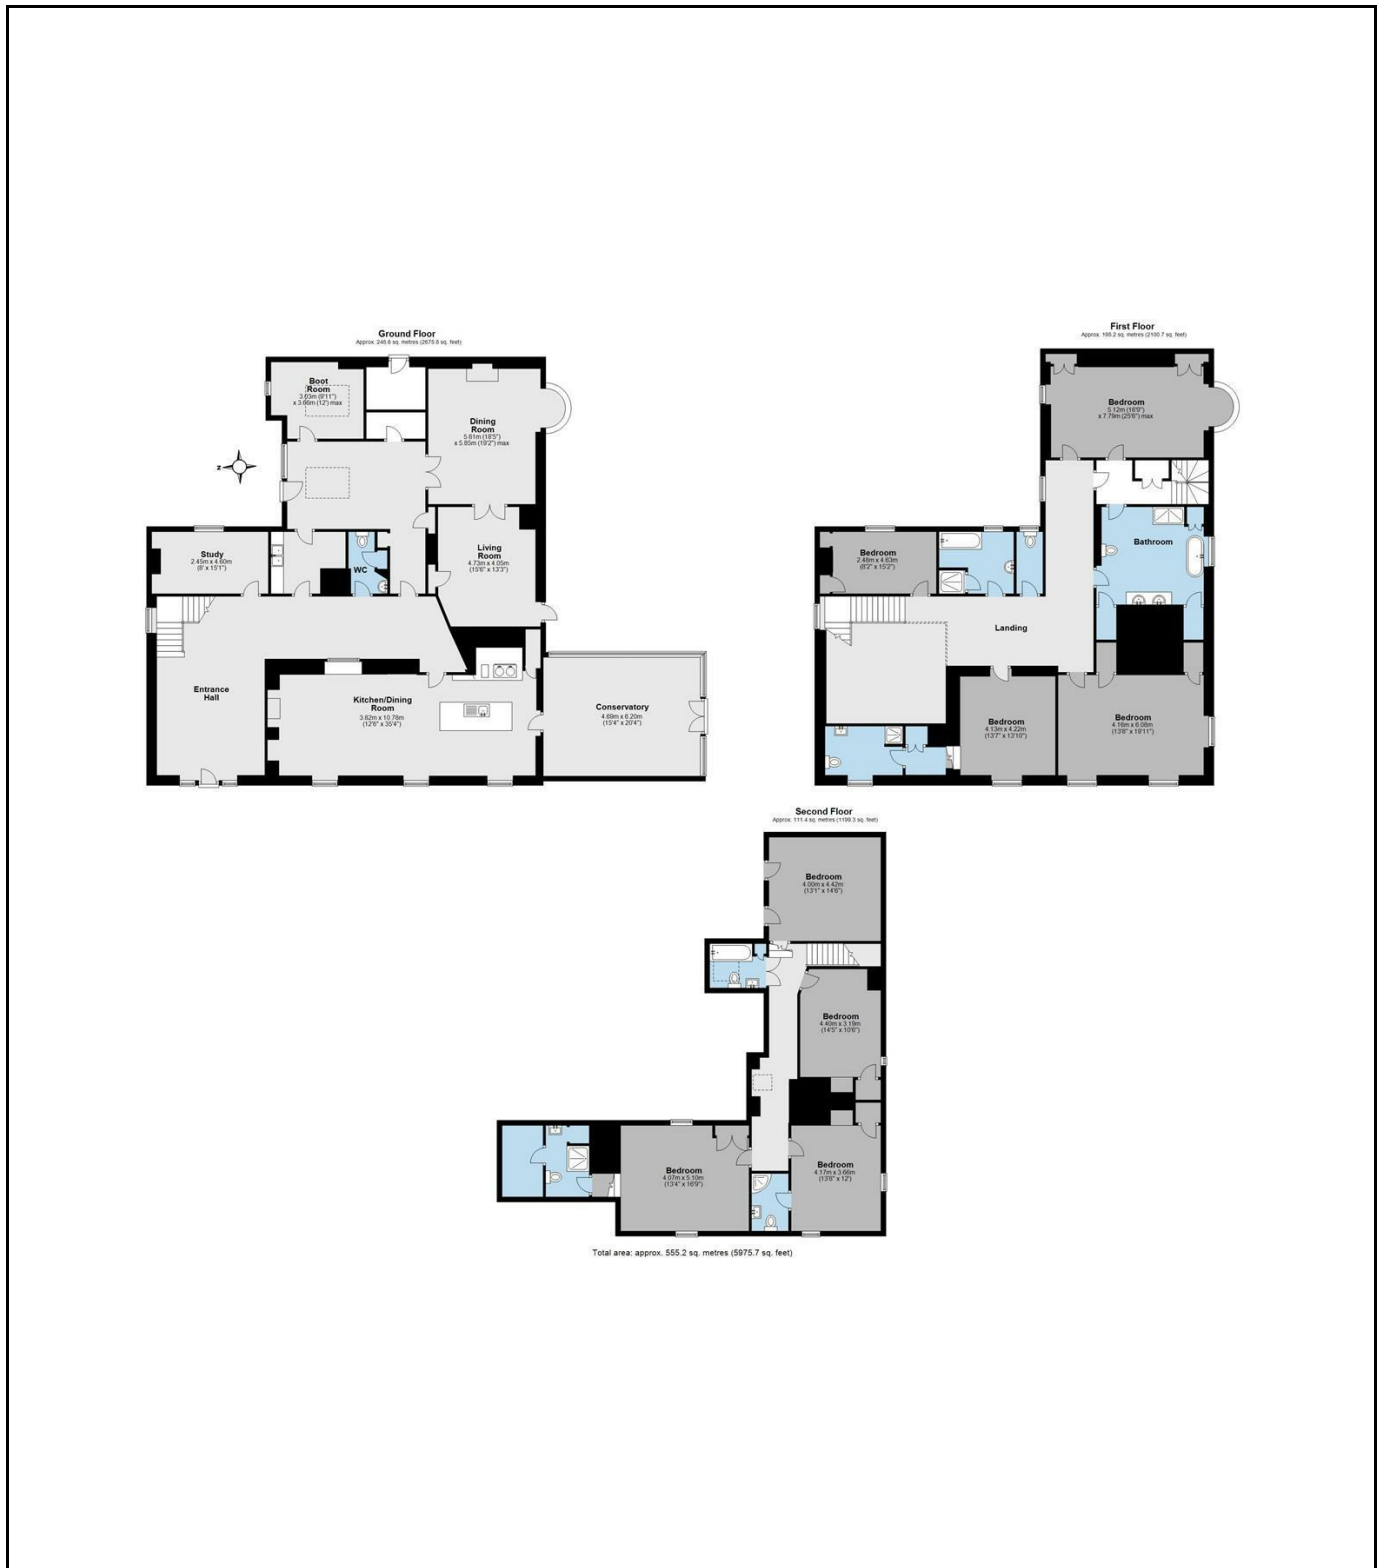 Ground Floor
Approx. 248.6 sq. metres (2675.6 sq. feet)
Boot
Room
3.03m (9'11")
x 3.66m (12') max
Dining
Room
5.61m (18'5")
x 5.85m (19'2") max
Z
Study
2.45m x 4.60m
(8' x 15'1")
WC
Living
Room
4.73m x 4.05m
(15'6" x 13'3")
Entrance
Hall
Kitchen/Dining
Room
3.82m x 10.78m
(12'6" x 35'4")
Conservatory
4.69m x 6.20m
(15'4" x 20'4")
First Floor
Approx. 195.2 sq. metres (2100.7 sq. feet)
Bedroom
5.12m (16'9")
x 7.79m (25'6") max
Bedroom
2.48m x 4.63m
(8'2" x 15'2")
Bathroom
Landing
Bedroom
4.13m x 4.22m
(13'7" x 13'10")
Bedroom
4.16m x 6.08m
(13'8" x 19'11")
Second Floor
Approx. 111.4 sq. metres (1199.3 sq. feet)
Bedroom
4.00m x 4.42m
(13'1" x 14'6")
Bedroom
4.40m x 3.19m
(14'5" x 10'6")
Bedroom
4.07m x 5.10m
(13'4" x 16'9")
Bedroom
4.17m x 3.66m
(13'8" x 12')
Total area: approx. 555.2 sq. metres (5975.7 sq. feet)